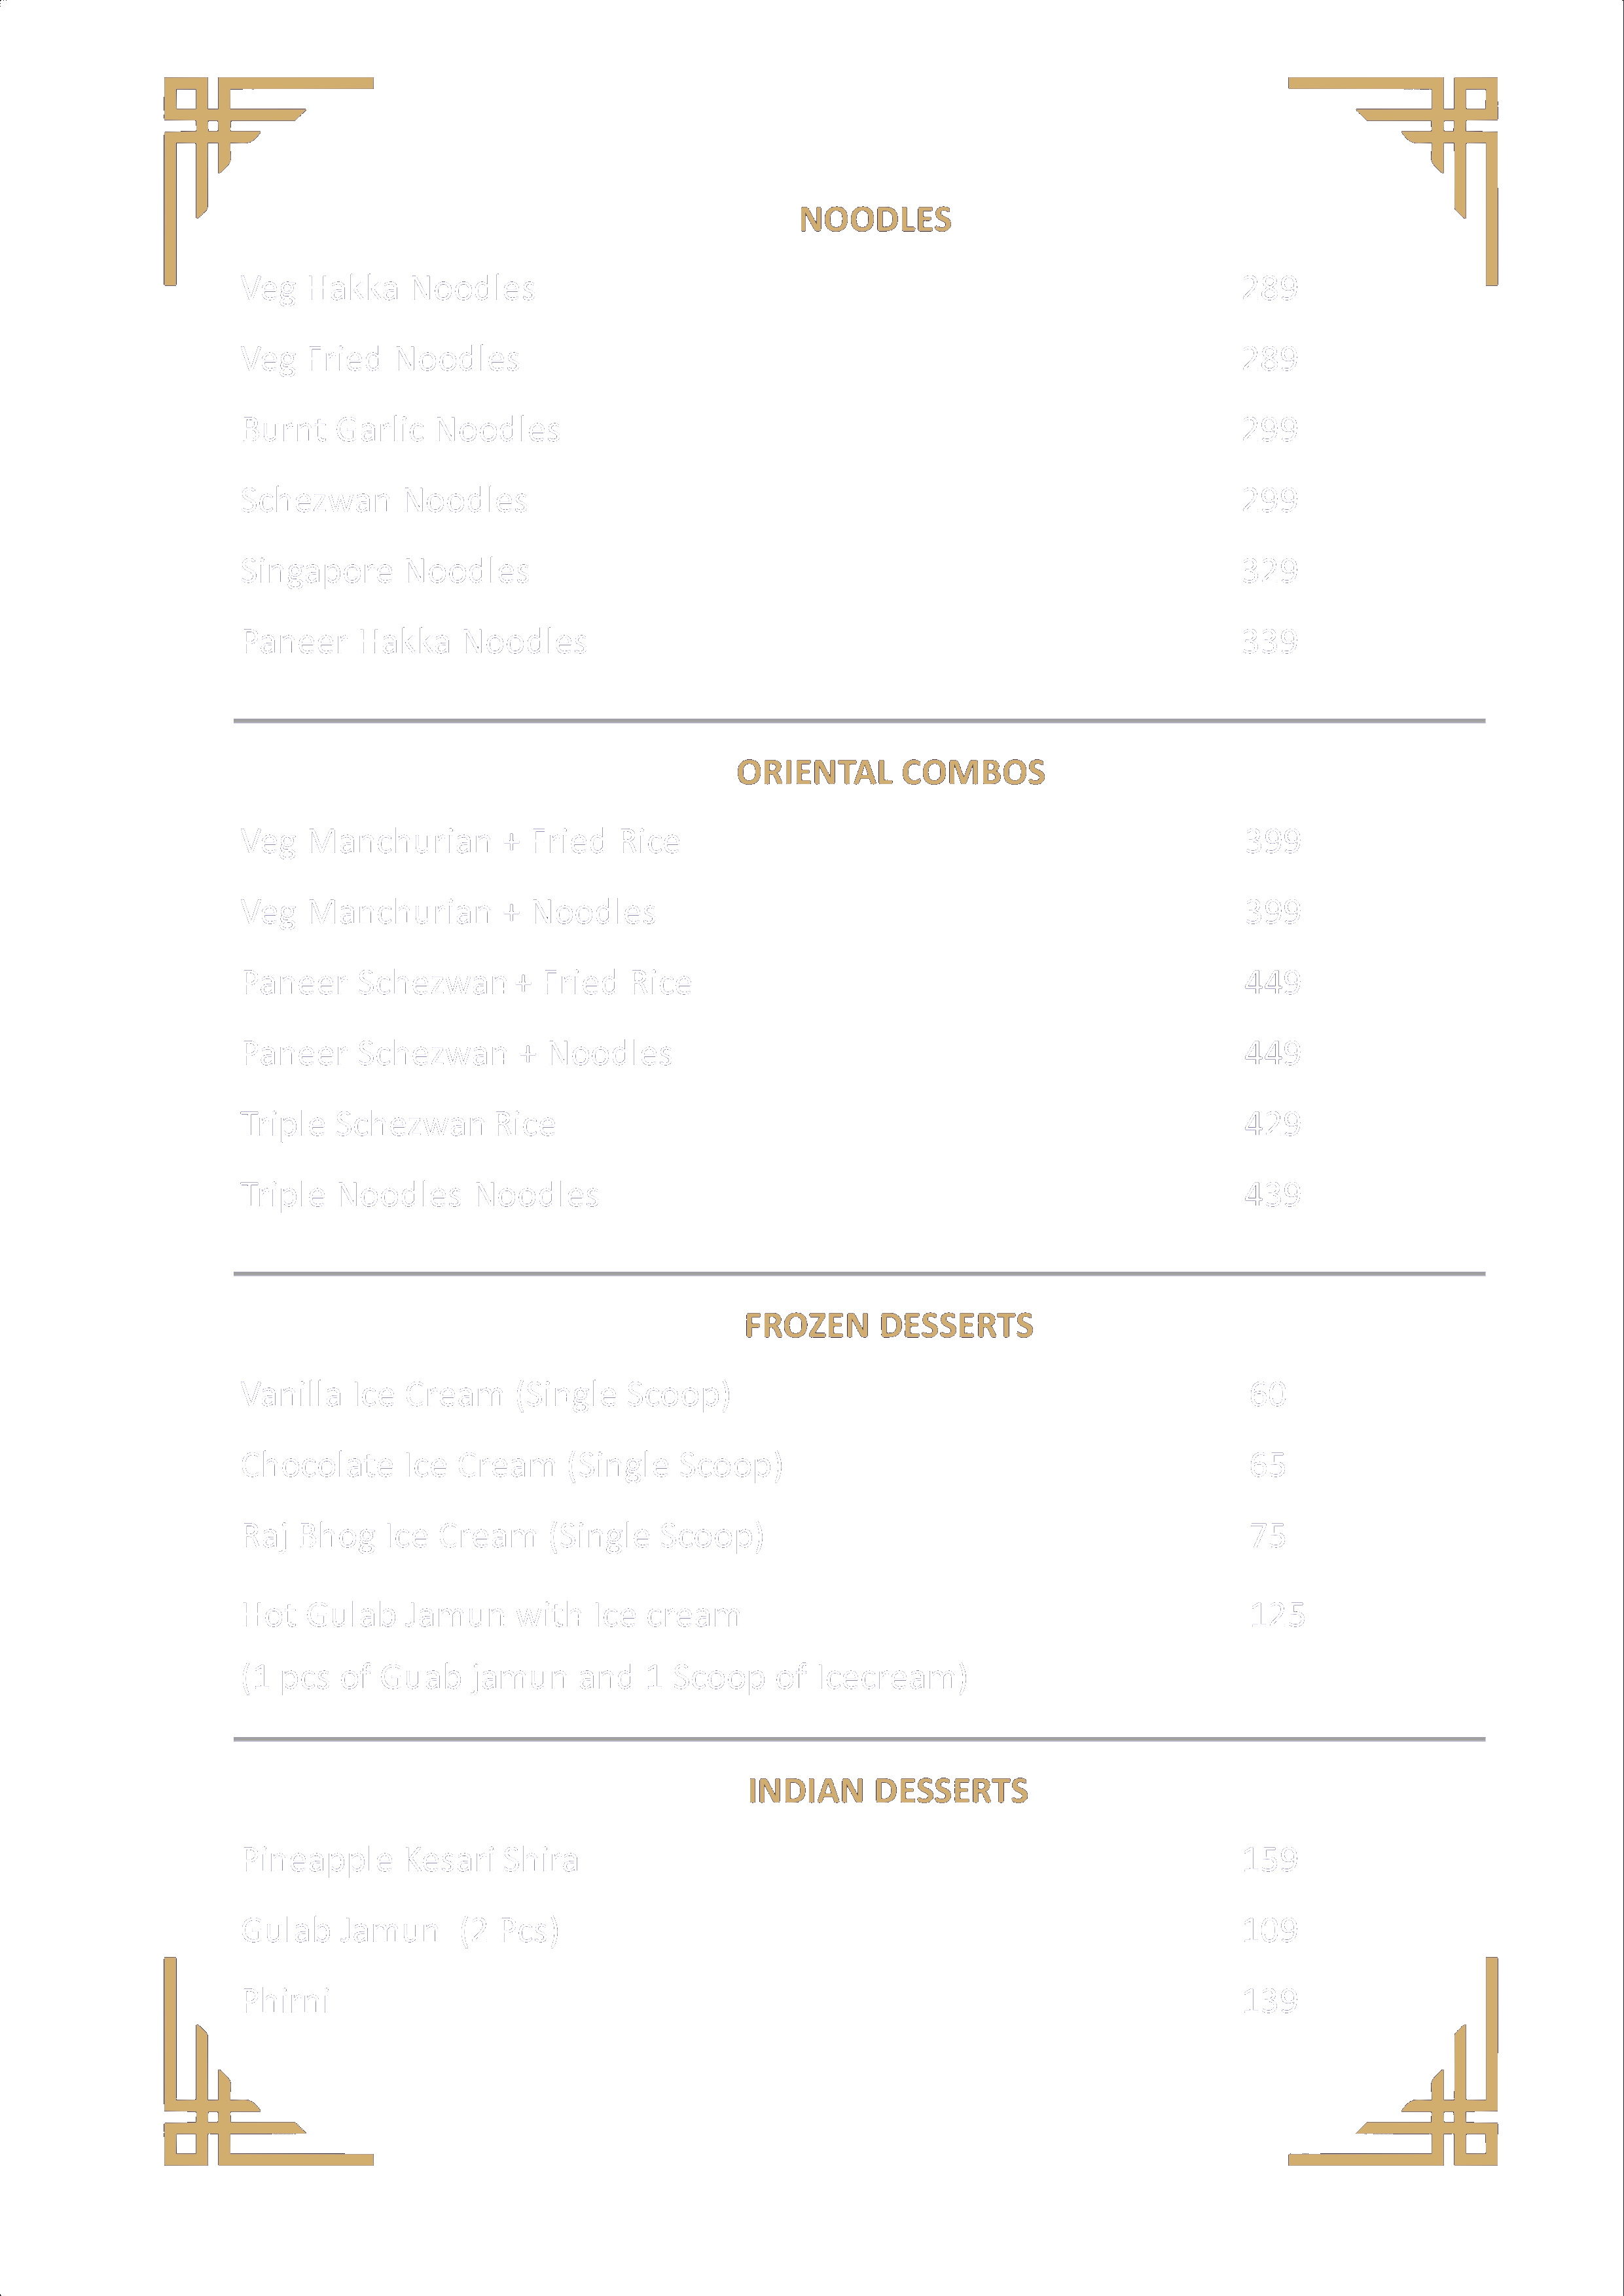 NOODLES
Veg Hakka Noodles 289
Veg Fried Noodles 289
Burnt Garlic Noodles 299
Schezwan Noodles 299
Singapore Noodles 329
Paneer Hakka Noodles 339
ORIENTAL COMBOS
Veg Manchurian + Fried Rice 399
Veg Manchurian + Noodles 399
Paneer Schezwan + Fried Rice 449
Paneer Schezwan + Noodles 449
Triple Schezwan Rice 429
Triple Noodles Noodles 439
FROZEN DESSERTS
Vanilla Ice Cream (Single Scoop) 60
Chocolate Ice Cream (Single Scoop) 65
Raj Bhog Ice Cream (Single Scoop) 75
Hot Gulab Jamun with Ice cream 125
(1 pcs of Guab jamun and 1 Scoop of Icecream)
INDIAN DESSERTS
Pineapple Kesari Shira 159
Gulab Jamun (2 Pcs) 109
Phirni 139